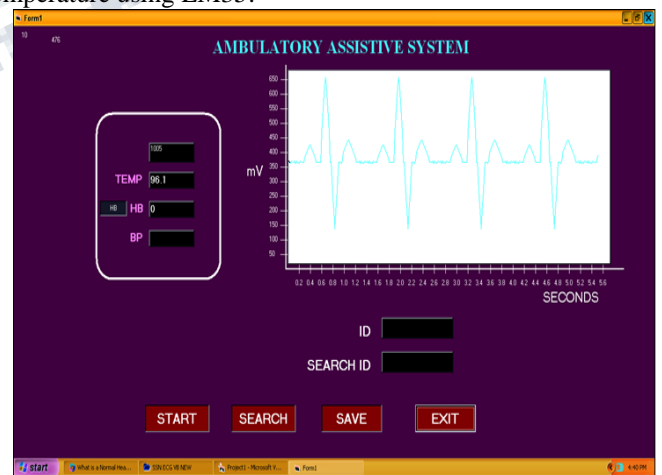 temperature using LM35.
Form1
10 476
AMBULATORY ASSISTIVE SYSTEM
650
600
550
500
450
400
mV 350
300
250
200
150
100
50
1005
TEMP 96.1
HB HB 0
BP
0.2 0.4 0.6 0.8 1.0 1.2 1.4 1.6 1.8 2.0 2.2 2.4 2.6 2.8 3.0 3.2 3.4 3.6 3.8 4.0 4.2 4.4 4.6 4.8 5.0 5.2 5.4 5.6
SECONDS
ID
SEARCH ID
START SEARCH SAVE EXIT
start What is a Normal Hea... SSN ECG VB NEW Project1 - Microsoft V... Form1 4:40 PM